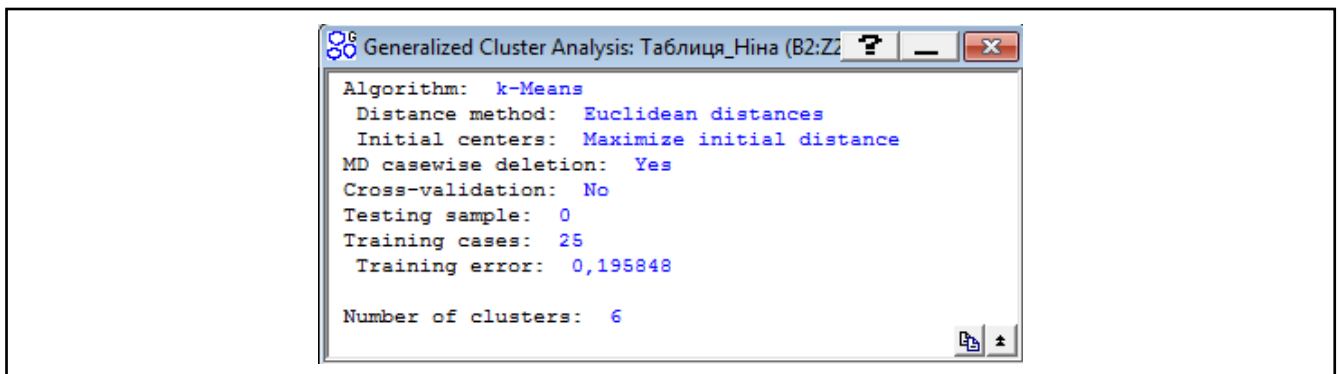 Generalized Cluster Analysis: Таблиця_Ніна (B2:Z2
Algorithm: k-Means
Distance method: Euclidean distances
Initial centers: Maximize initial distance
MD casewise deletion: Yes
Cross-validation: No
Testing sample: 0
Training cases: 25
Training error: 0,195848
Number of clusters: 6